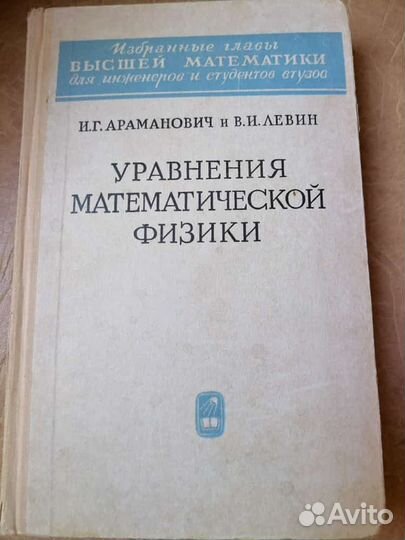 Избранные главы
ВЫСШЕЙ МАТЕМАТИКИ
для инженеров и студентов втузов
И.Г. АРАМАНОВИЧ и В.И. ЛЕВИН
УРАВНЕНИЯ
МАТЕМАТИЧЕСКОЙ
ФИЗИКИ
Avito